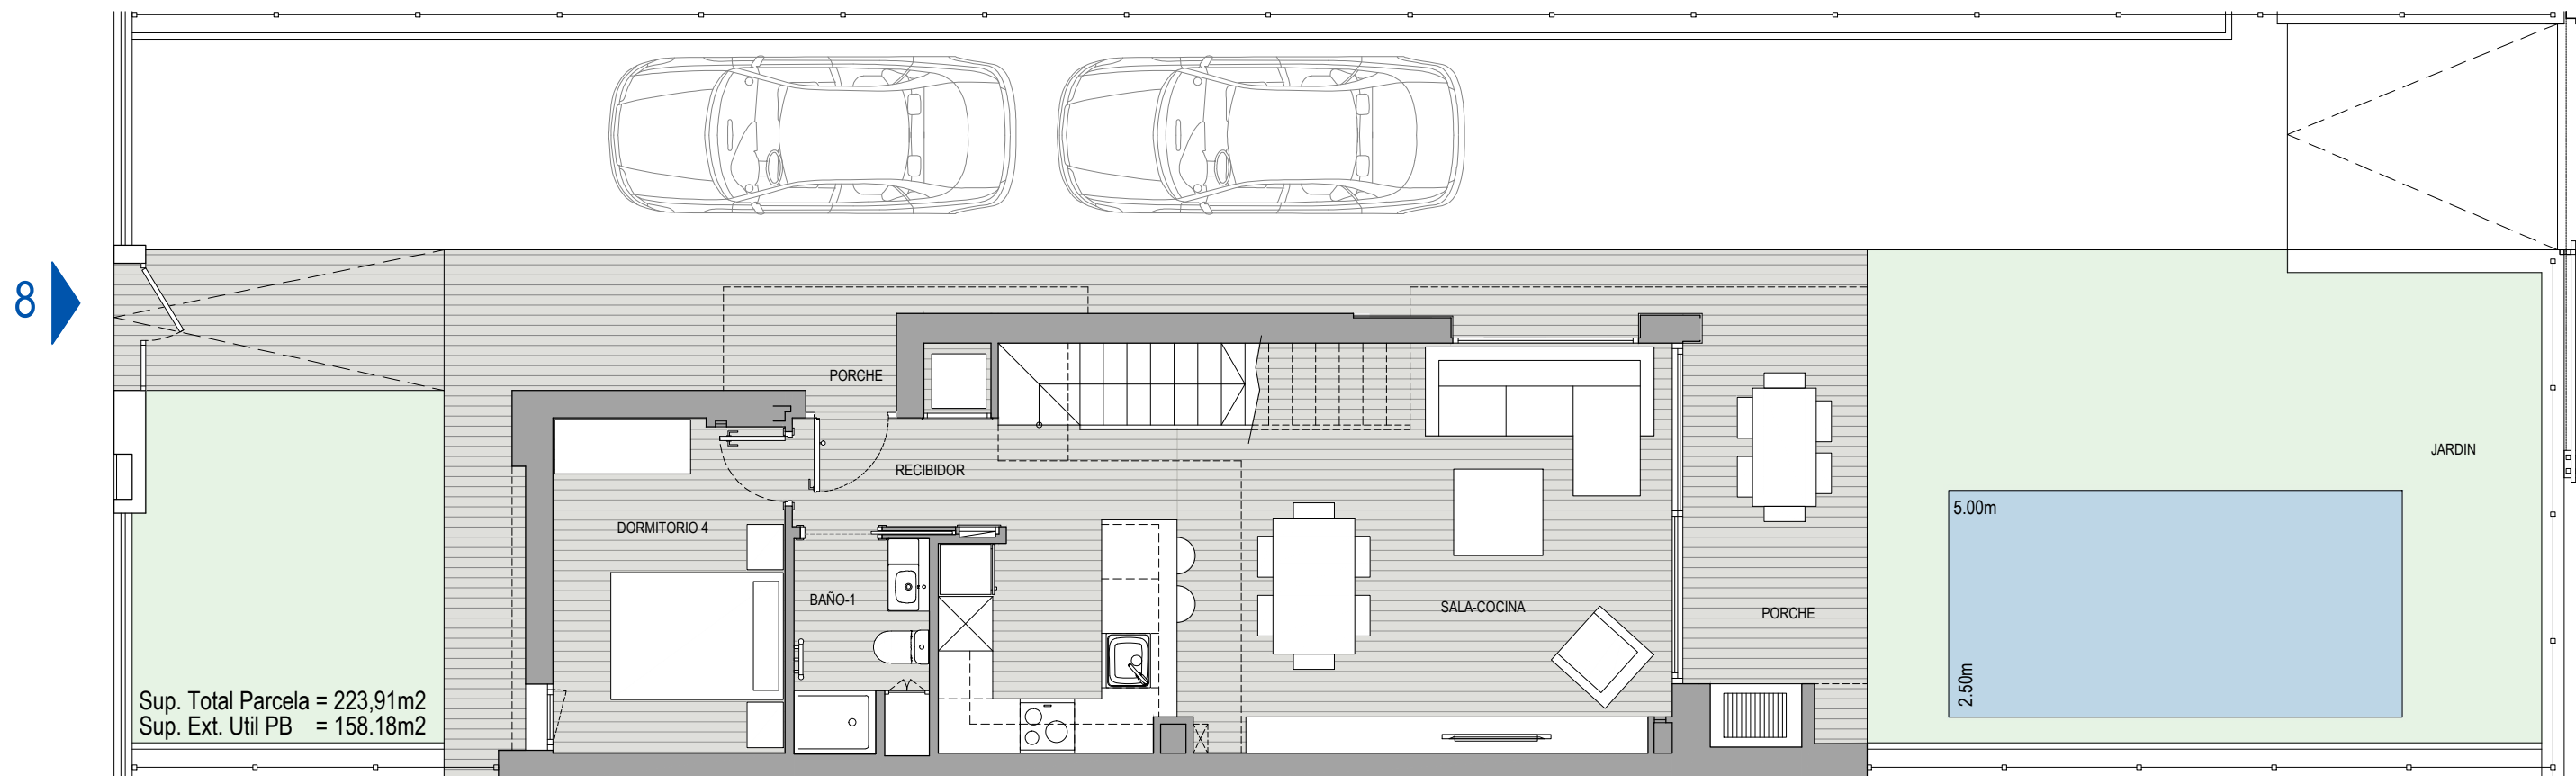 8
PORCHE
RECIBIDOR
DORMITORIO 4
BAÑO-1
SALA-COCINA
PORCHE
JARDIN
5.00m
2.50m
Sup. Total Parcela = 223,91m2
Sup. Ext. Util PB = 158.18m2